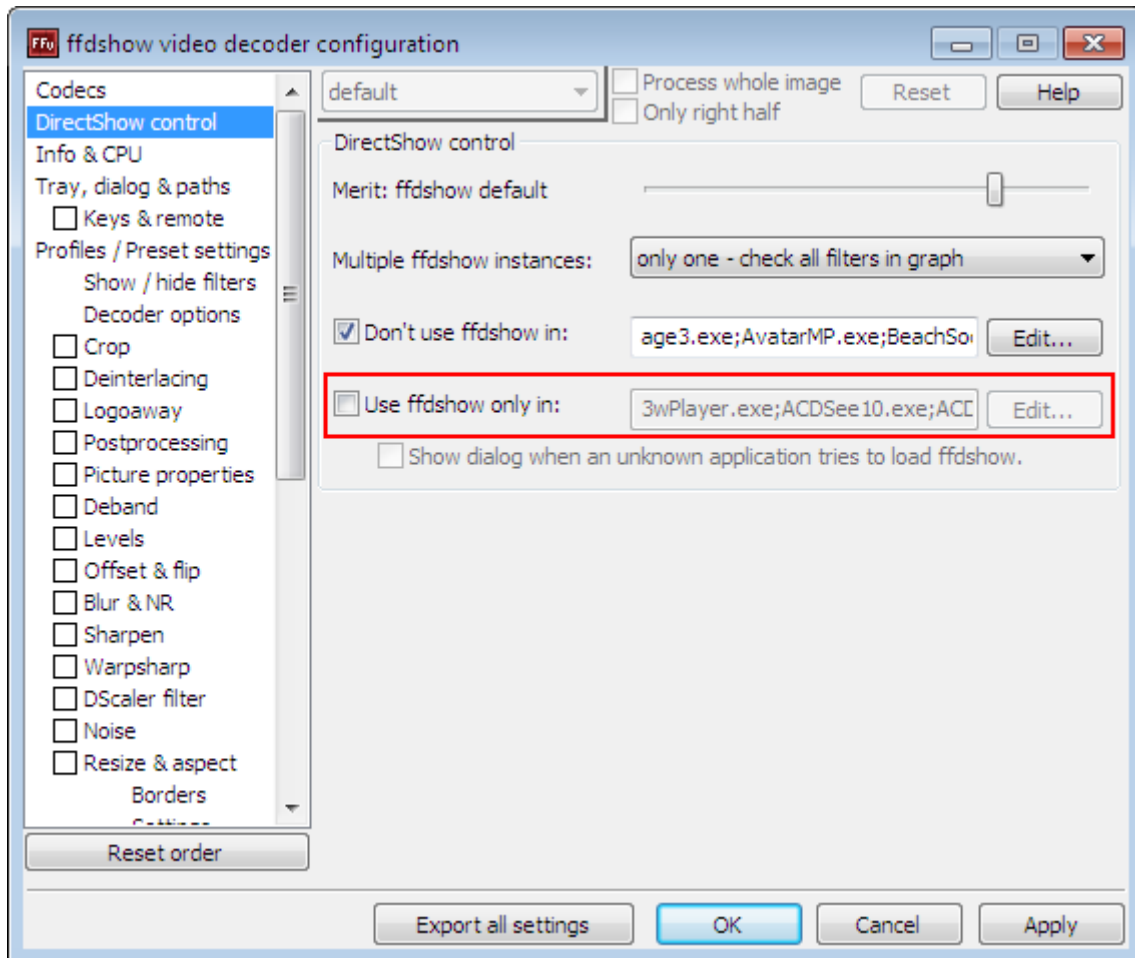 FFv ffdshow video decoder configuration
Codecs
DirectShow control
Info & CPU
Tray, dialog & paths
Keys & remote
Profiles / Preset settings
Show / hide filters
Decoder options
Crop
Deinterlacing
Logoaway
Postprocessing
Picture properties
Deband
Levels
Offset & flip
Blur & NR
Sharpen
Warpsharp
DScaler filter
Noise
Resize & aspect
Borders
Settings
Reset order
default
Process whole image
Only right half
Reset
Help
DirectShow control
Merit: ffdshow default
Multiple ffdshow instances: only one - check all filters in graph
Don't use ffdshow in: age3.exe;AvatarMP.exe;BeachSo Edit...
Use ffdshow only in: 3wPlayer.exe;ACDSee10.exe;ACD Edit...
Show dialog when an unknown application tries to load ffdshow.
Export all settings
OK
Cancel
Apply